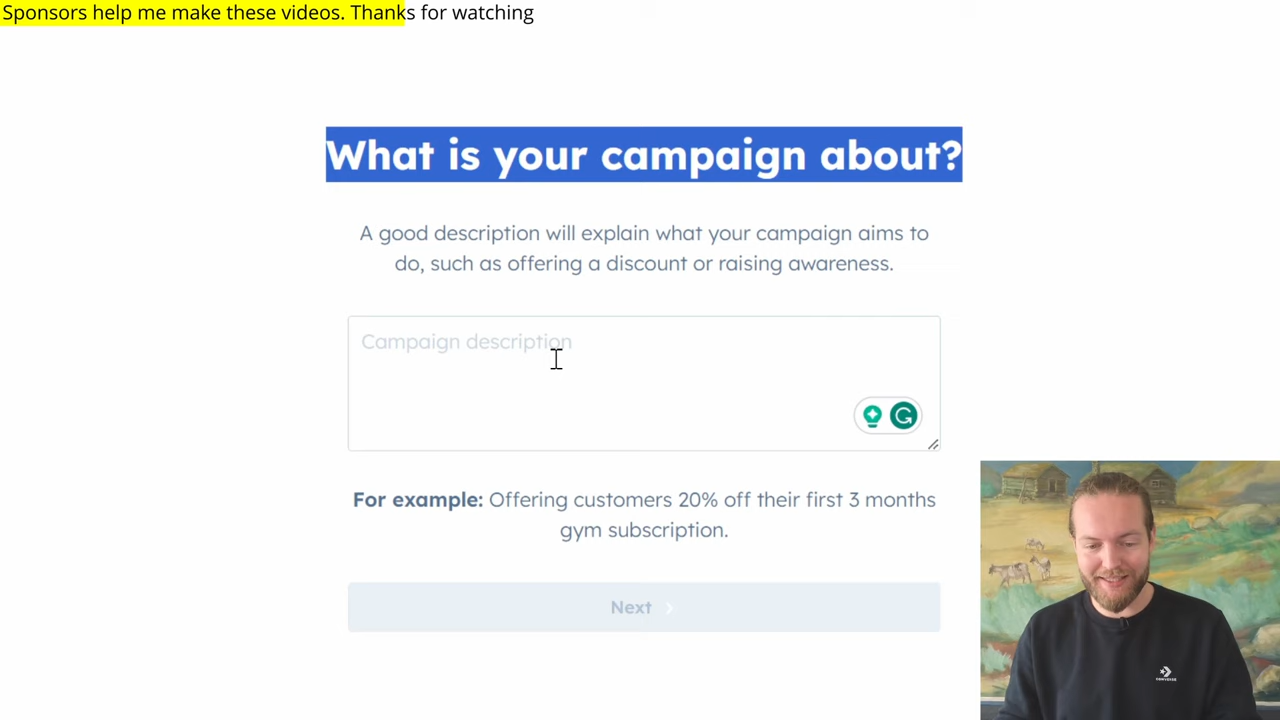 Sponsors help me make these videos. Thanks for watching
What is your campaign about?
A good description will explain what your campaign aims to
do, such as offering a discount or raising awareness.
Campaign description
For example: Offering customers 20% off their first 3 months
gym subscription.
Next
CONVERSE